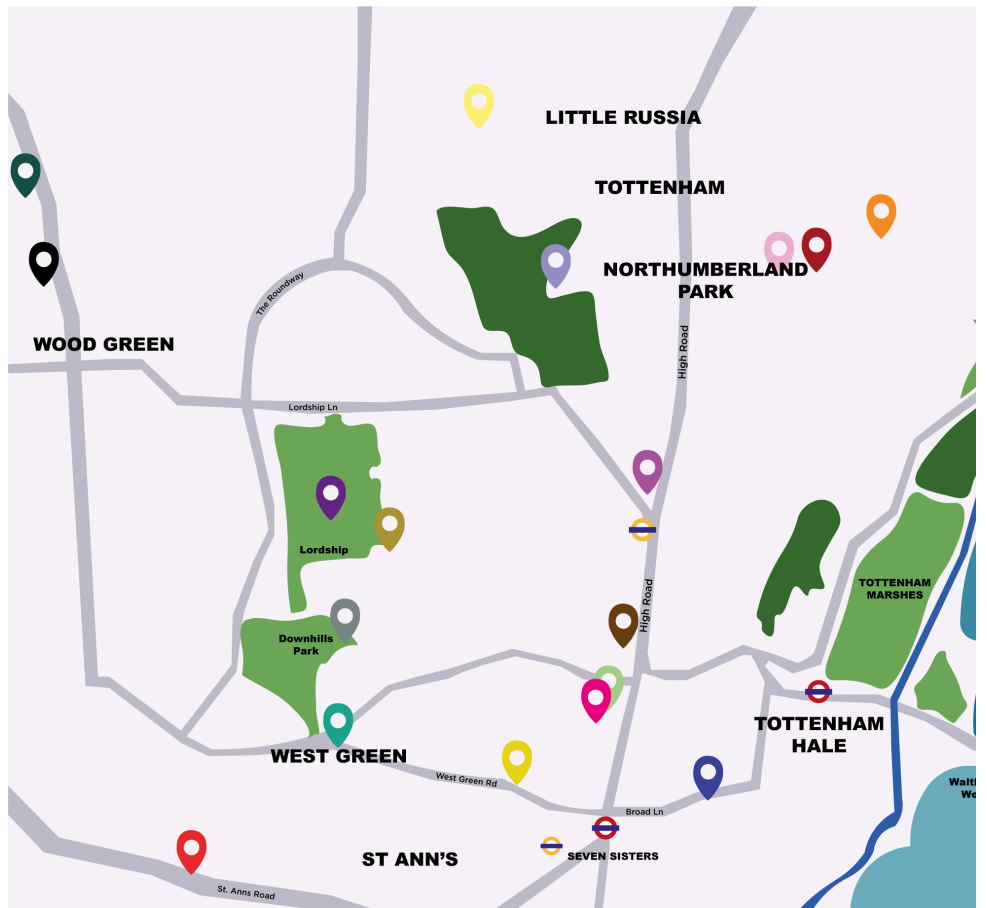 LITTLE RUSSIA
TOTTENHAM
NORTHUMBERLAND
PARK
The Roundway
WOOD GREEN
High Road
Lordship Ln
Lordship
TOTTENHAM
MARSHES
High Road
Downhills
Park
TOTTENHAM
HALE
WEST GREEN
West Green Rd
Broad Ln
ST ANN'S
SEVEN SISTERS
St. Anns Road